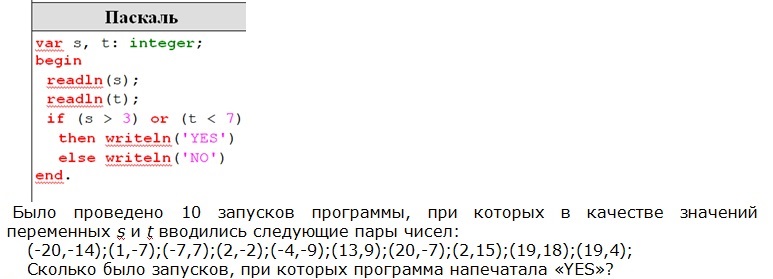 Паскаль
var s, t: integer;
begin
readln(s);
readln(t);
if (s > 3) or (t < 7)
then writeln('YES')
else writeln('NO')
end.
Было проведено 10 запусков программы, при которых в качестве значений
переменных s и t вводились следующие пары чисел:
(-20,-14);(1,-7);(-7,7);(2,-2);(-4,-9);(13,9);(20,-7);(2,15);(19,18);(19,4);
Сколько было запусков, при которых программа напечатала «YES»?